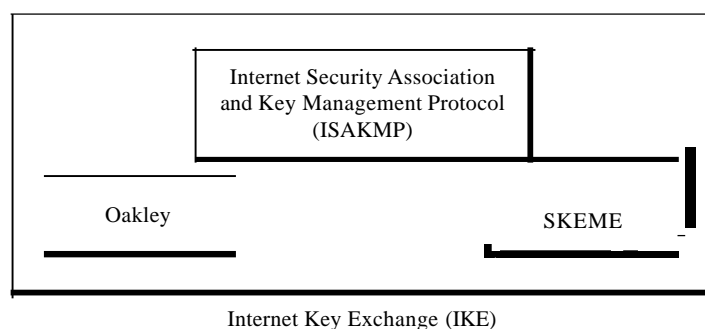 Internet Security Association
and Key Management Protocol
(ISAKMP)
Oakley
SKEME
Internet Key Exchange (IKE)